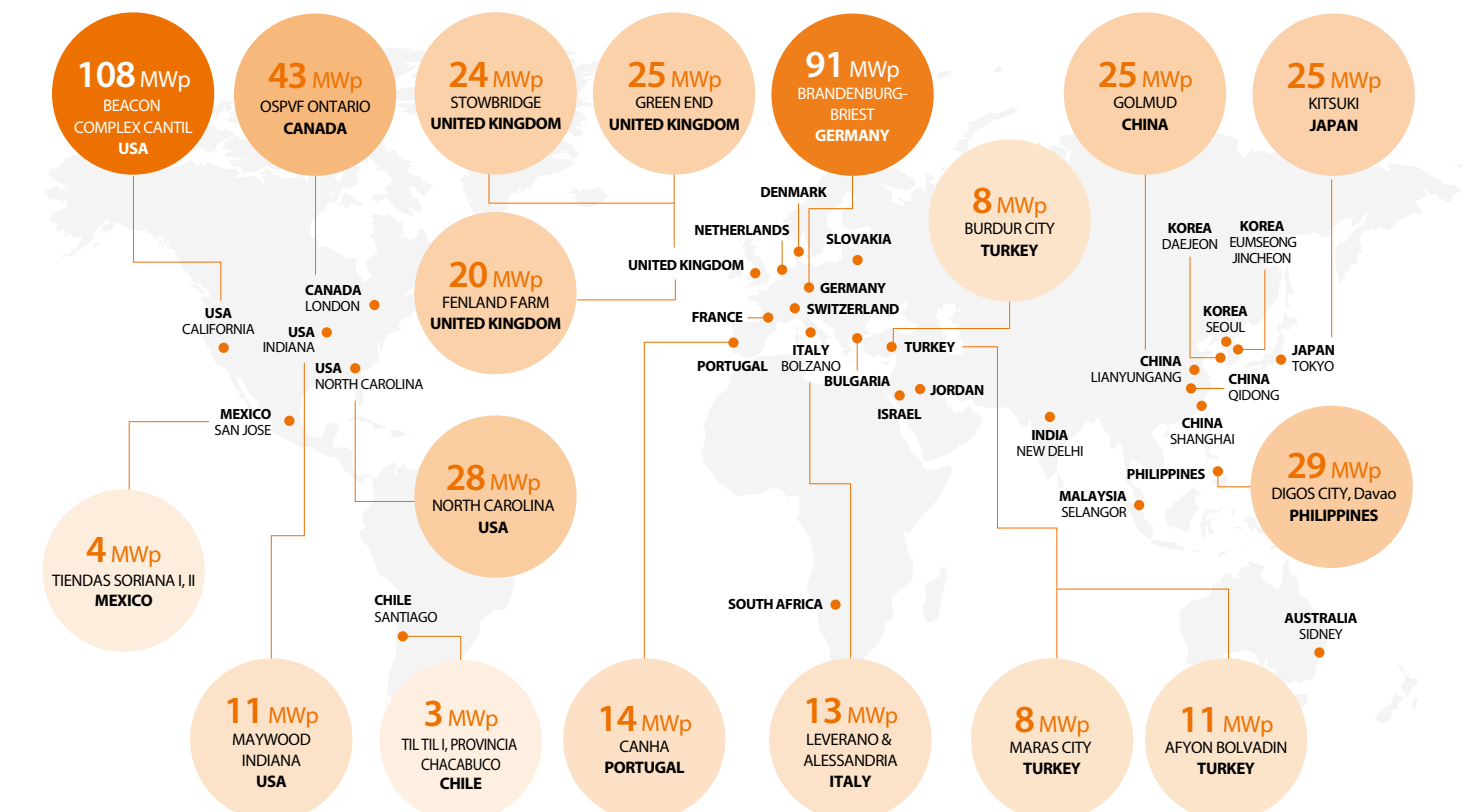 108 MWp
BEACON
COMPLEX CANTIL
USA
43 MWp
OSPVF ONTARIO
CANADA
24 MWp
STOWBRIDGE
UNITED KINGDOM
25 MWp
GREEN END
UNITED KINGDOM
91 MWp
BRANDENBURG-
BRIEST
GERMANY
25 MWp
GOLMUD
CHINA
25 MWp
KITSUKI
JAPAN
8 MWp
BURDUR CITY
TURKEY
20 MWp
FENLAND FARM
UNITED KINGDOM
DENMARK
NETHERLANDS
SLOVAKIA
UNITED KINGDOM
GERMANY
SWITZERLAND
FRANCE
PORTUGAL
ITALY
BOLZANO
BULGARIA
TURKEY
JORDAN
ISRAEL
KOREA
DAEJEON
KOREA
EUMSEONG
JINCHEON
KOREA
SEOUL
JAPAN
TOKYO
CHINA
LIANYUNGANG
CHINA
QIDONG
CHINA
SHANGHAI
INDIA
NEW DELHI
PHILIPPINES
MALAYSIA
SELANGOR
CANADA
LONDON
USA
CALIFORNIA
USA
INDIANA
USA
NORTH CAROLINA
MEXICO
SAN JOSE
28 MWp
NORTH CAROLINA
USA
29 MWp
DIGOS CITY, Davao
PHILIPPINES
4 MWp
TIENDAS SORIANA I, II
MEXICO
CHILE
SANTIAGO
SOUTH AFRICA
AUSTRALIA
SIDNEY
11 MWp
MAYWOOD
INDIANA
USA
3 MWp
TIL TIL I, PROVINCIA
CHACABUCO
CHILE
14 MWp
CANHA
PORTUGAL
13 MWp
LEVERANO &
ALESSANDRIA
ITALY
8 MWp
MARAS CITY
TURKEY
11 MWp
AFYON BOLVADIN
TURKEY